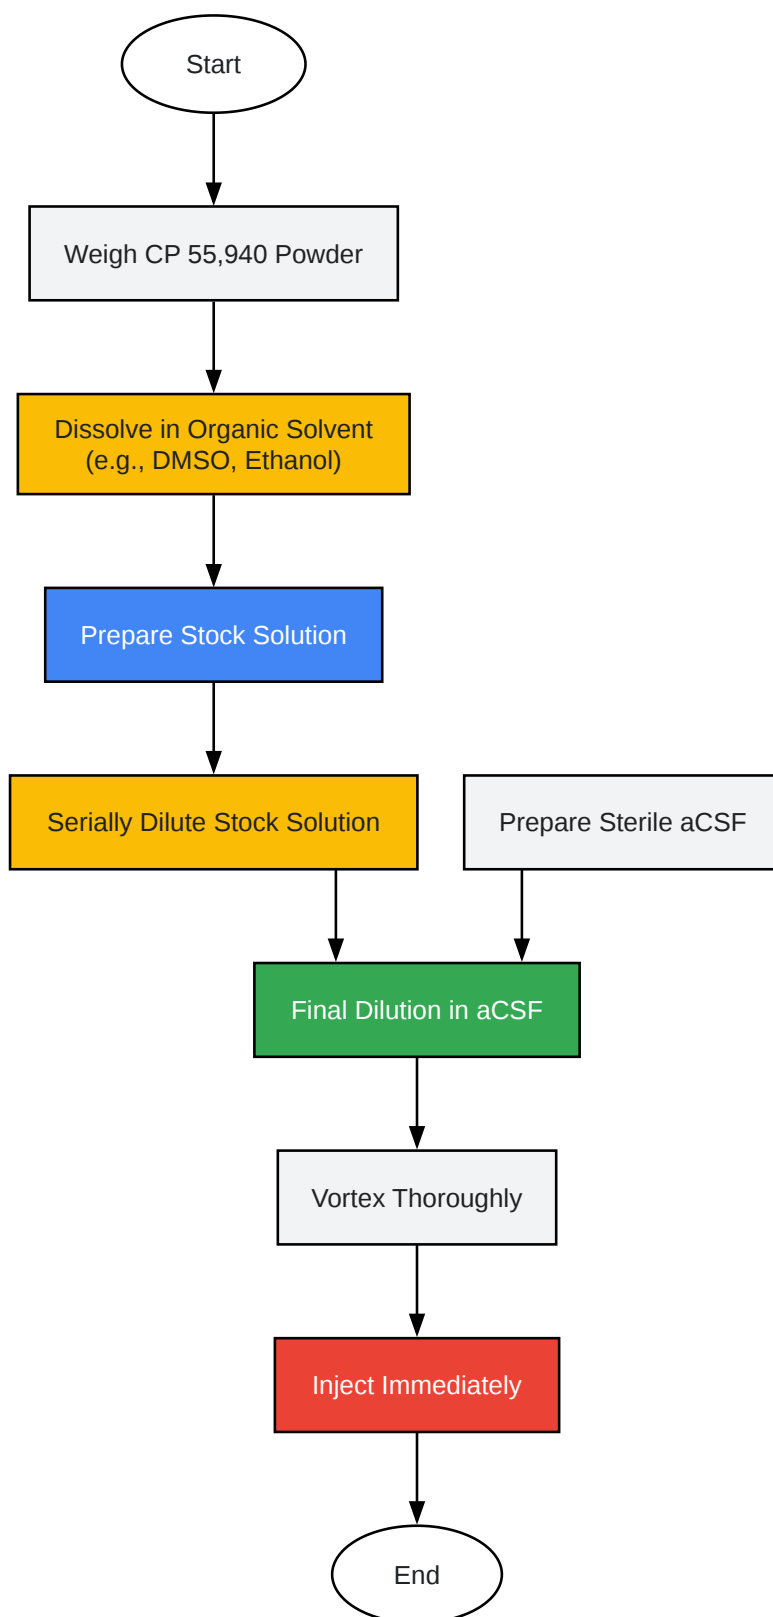 Start
Weigh CP 55,940 Powder
Dissolve in Organic Solvent
(e.g., DMSO, Ethanol)
Prepare Stock Solution
Serially Dilute Stock Solution
Prepare Sterile aCSF
Final Dilution in aCSF
Vortex Thoroughly
Inject Immediately
End